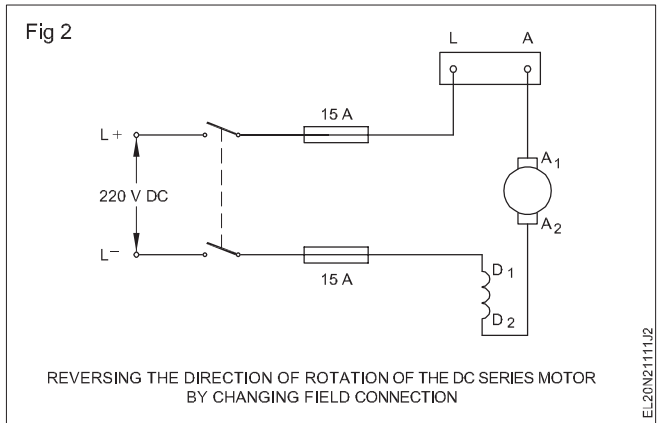 Fig 2
L A
15 A
L +
A1
220 V DC
A2
L-
15 A
D1
D2
REVERSING THE DIRECTION OF ROTATION OF THE DC SERIES MOTOR
BY CHANGING FIELD CONNECTION
EL20N21111J2